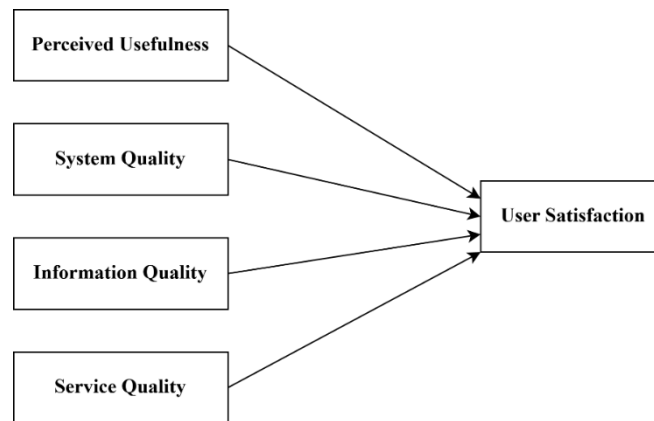 Perceived Usefulness
System Quality
User Satisfaction
Information Quality
Service Quality